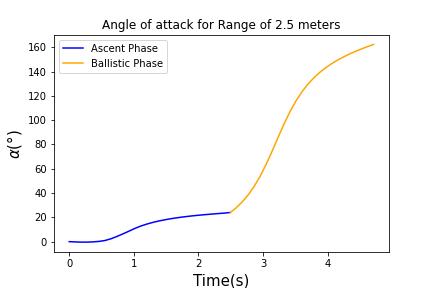 Angle of attack for Range of 2.5 meters
Ascent Phase
Ballistic Phase
α(°)
160
140
120
100
80
60
40
20
0
0 1 2 3 4
Time(s)